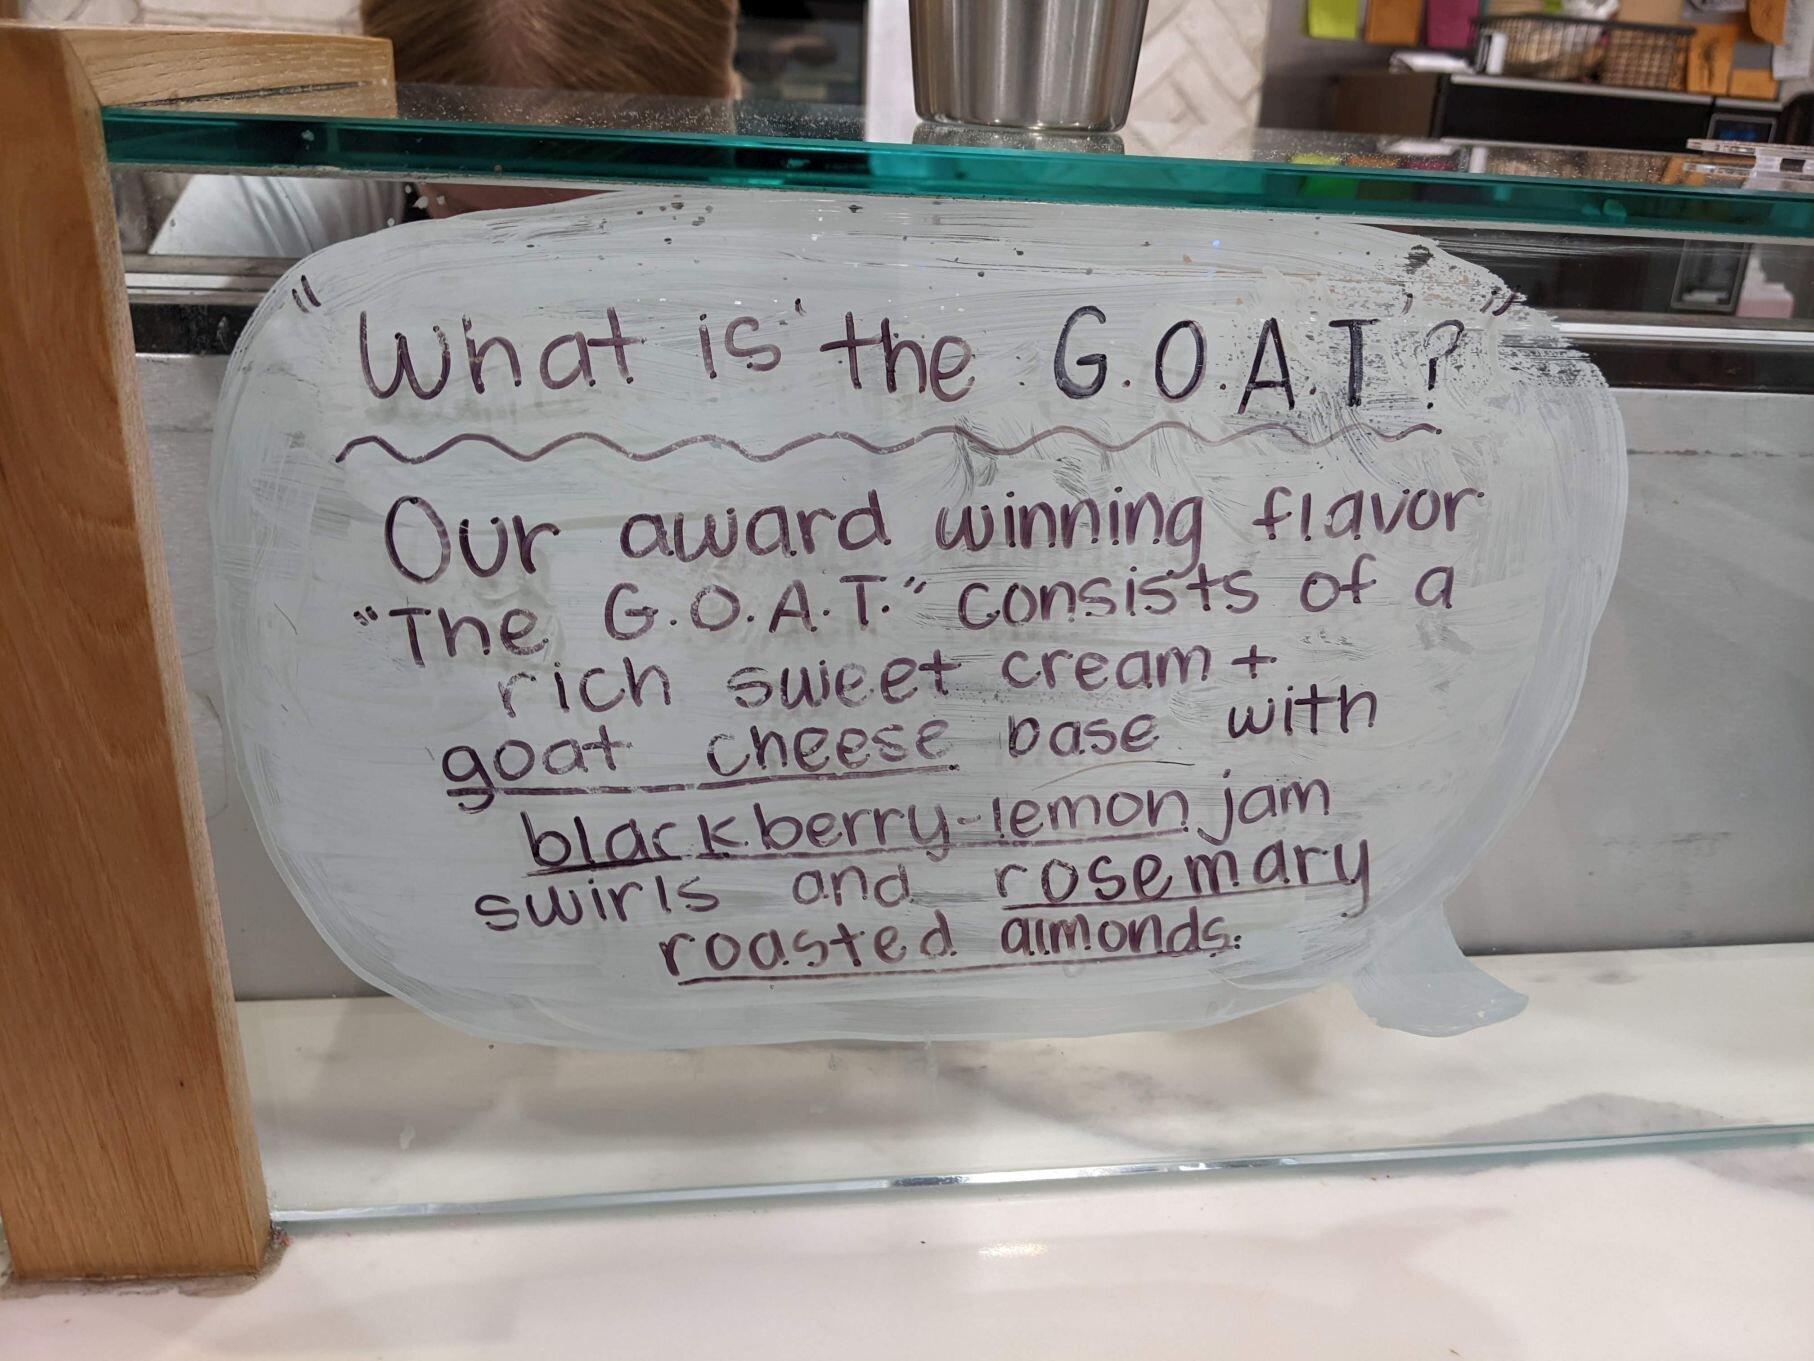 "What is 'the G.O.A.T'?"
Our award winning flavor
"The G.O.A.T." consists of a
rich sweet cream +
goat cheese base with
blackberry-lemon jam
swirls and rosemary
roasted almonds.